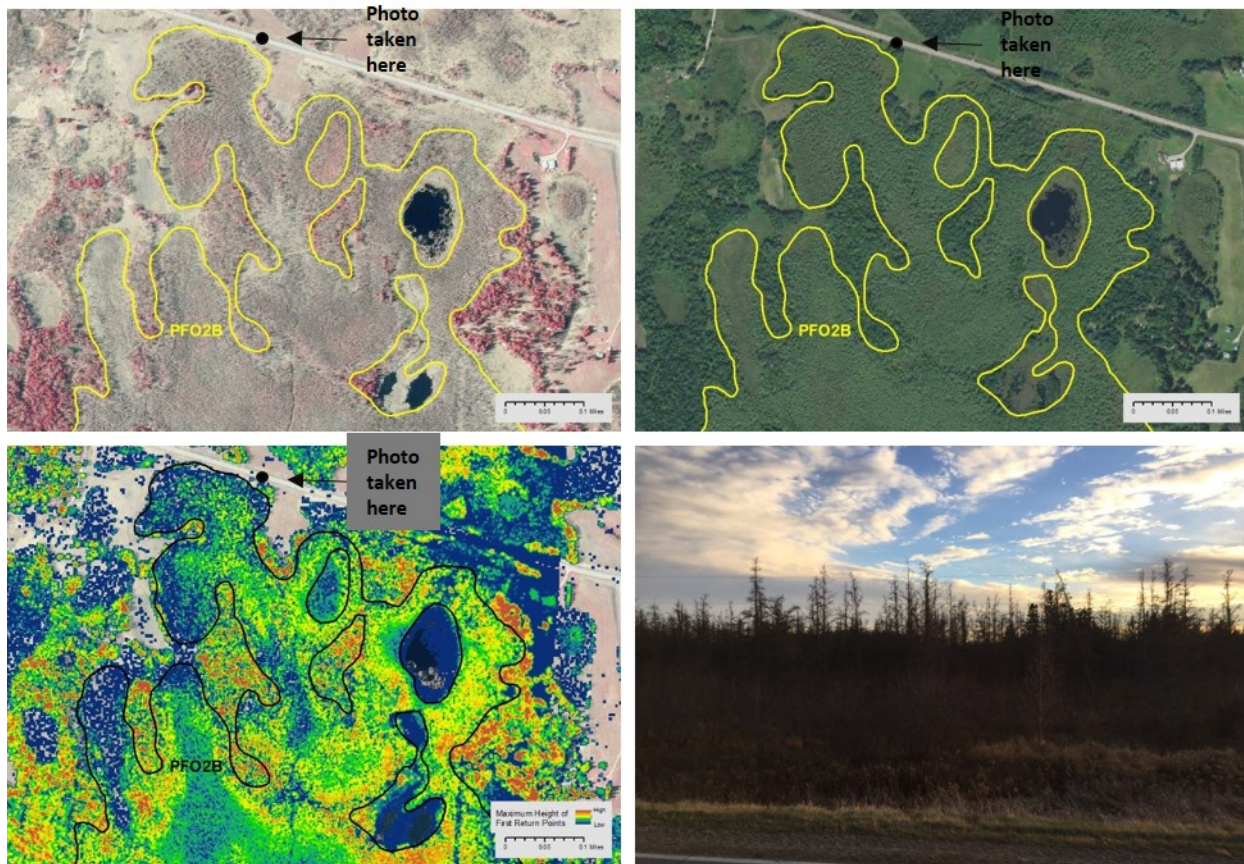 Photo
taken
here
PFO2B
0 0.05 0.1 Miles
Photo
taken
here
PFO2B
0 0.05 0.1 Miles
Photo
taken
here
PFO2B
Maximum Height of
First Return Points
High
Low
0 0.05 0.1 Miles